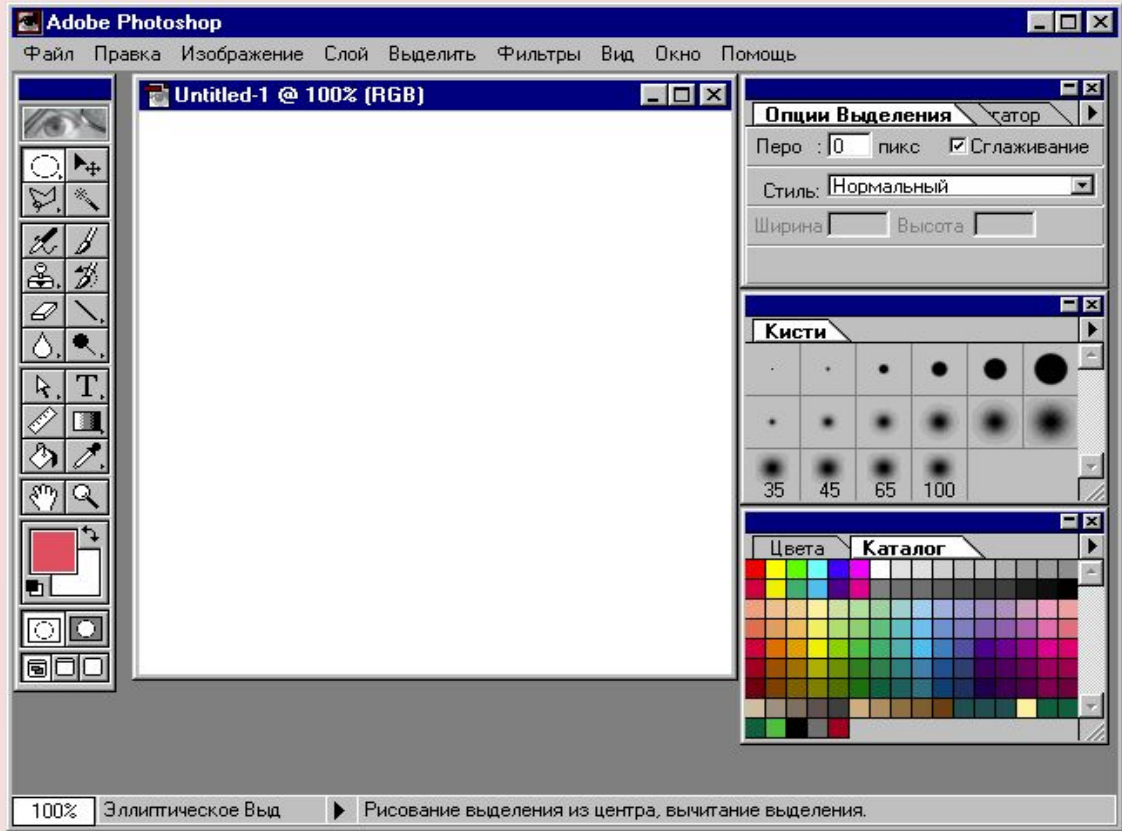 Adobe Photoshop
Файл Правка Изображение Слой Выделить Фильтры Вид Окно Помощь
Untitled-1 @ 100% (RGB)
Опции Выделения гатор
Перо : 0 пикс Сглаживание
Стиль: Нормальный
Ширина Высота
Кисти
35 45 65 100
Цвета Каталог
T
100% Эллиптическое Выд Рисование выделения из центра, вычитание выделения.